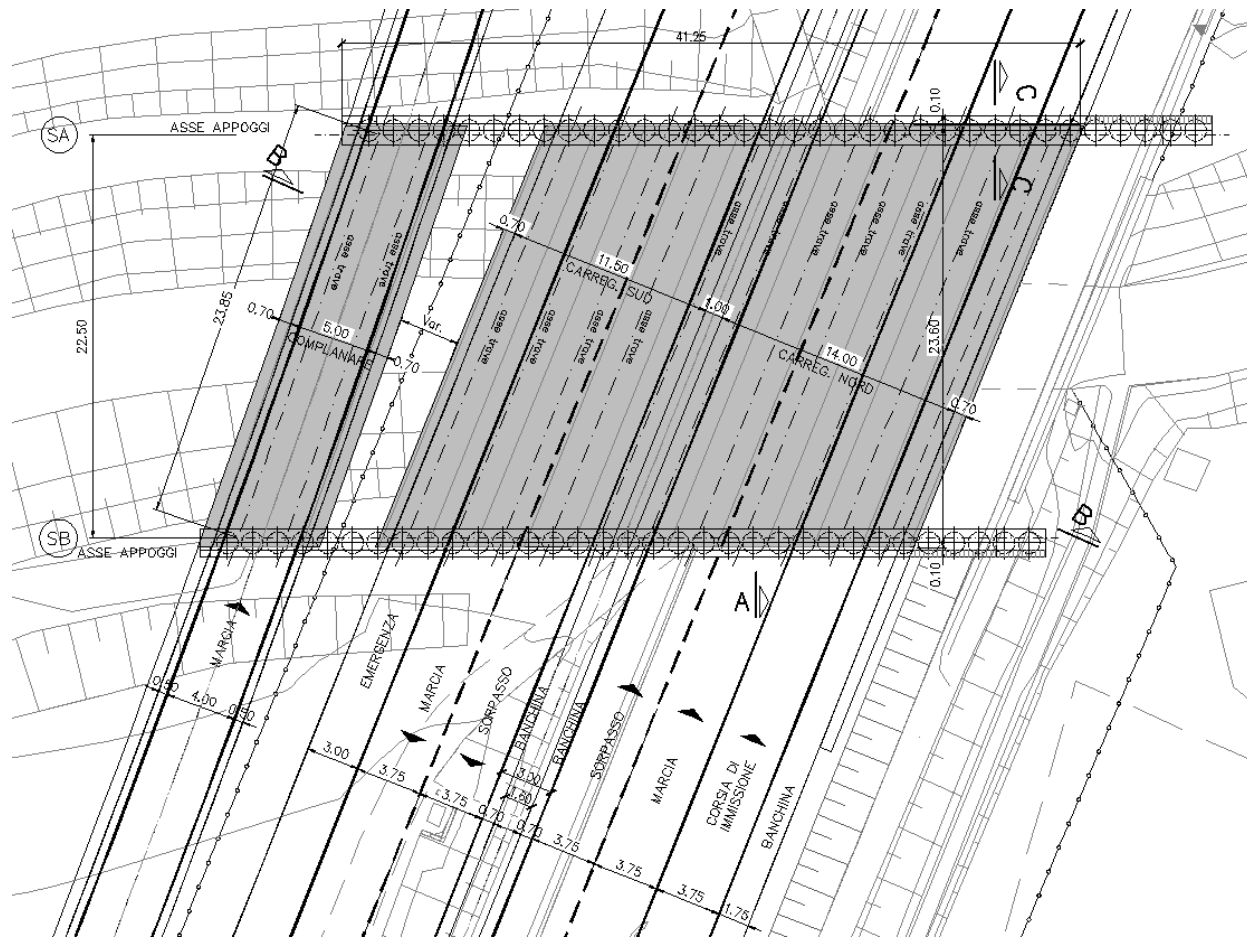 41.25
SA
ASSE APPOGGI
0.10
C
C
B
22.50
23.85
asse trave
asse trave
asse trave
asse trave
asse trave
asse trave
asse trave
asse trave
0.70
11.50
CARREG. SUD
1.00
14.00
CARREG. NORD
0.70
23.60
0.70
5.00
COMPLANARE
0.70
Var.
asse trave
asse trave
asse trave
asse trave
SB
ASSE APPOGGI
B
0.10
A
MARCIA
EMERGENZA
MARCIA
SORPASSO
BANCHINA
BANCHINA
SORPASSO
MARCIA
CORSIA DI
IMMISSIONE
BANCHINA
0.50
4.00
0.50
3.00
3.75
3.75
0.70
0.70
3.00
1.60
3.75
3.75
3.75
1.75